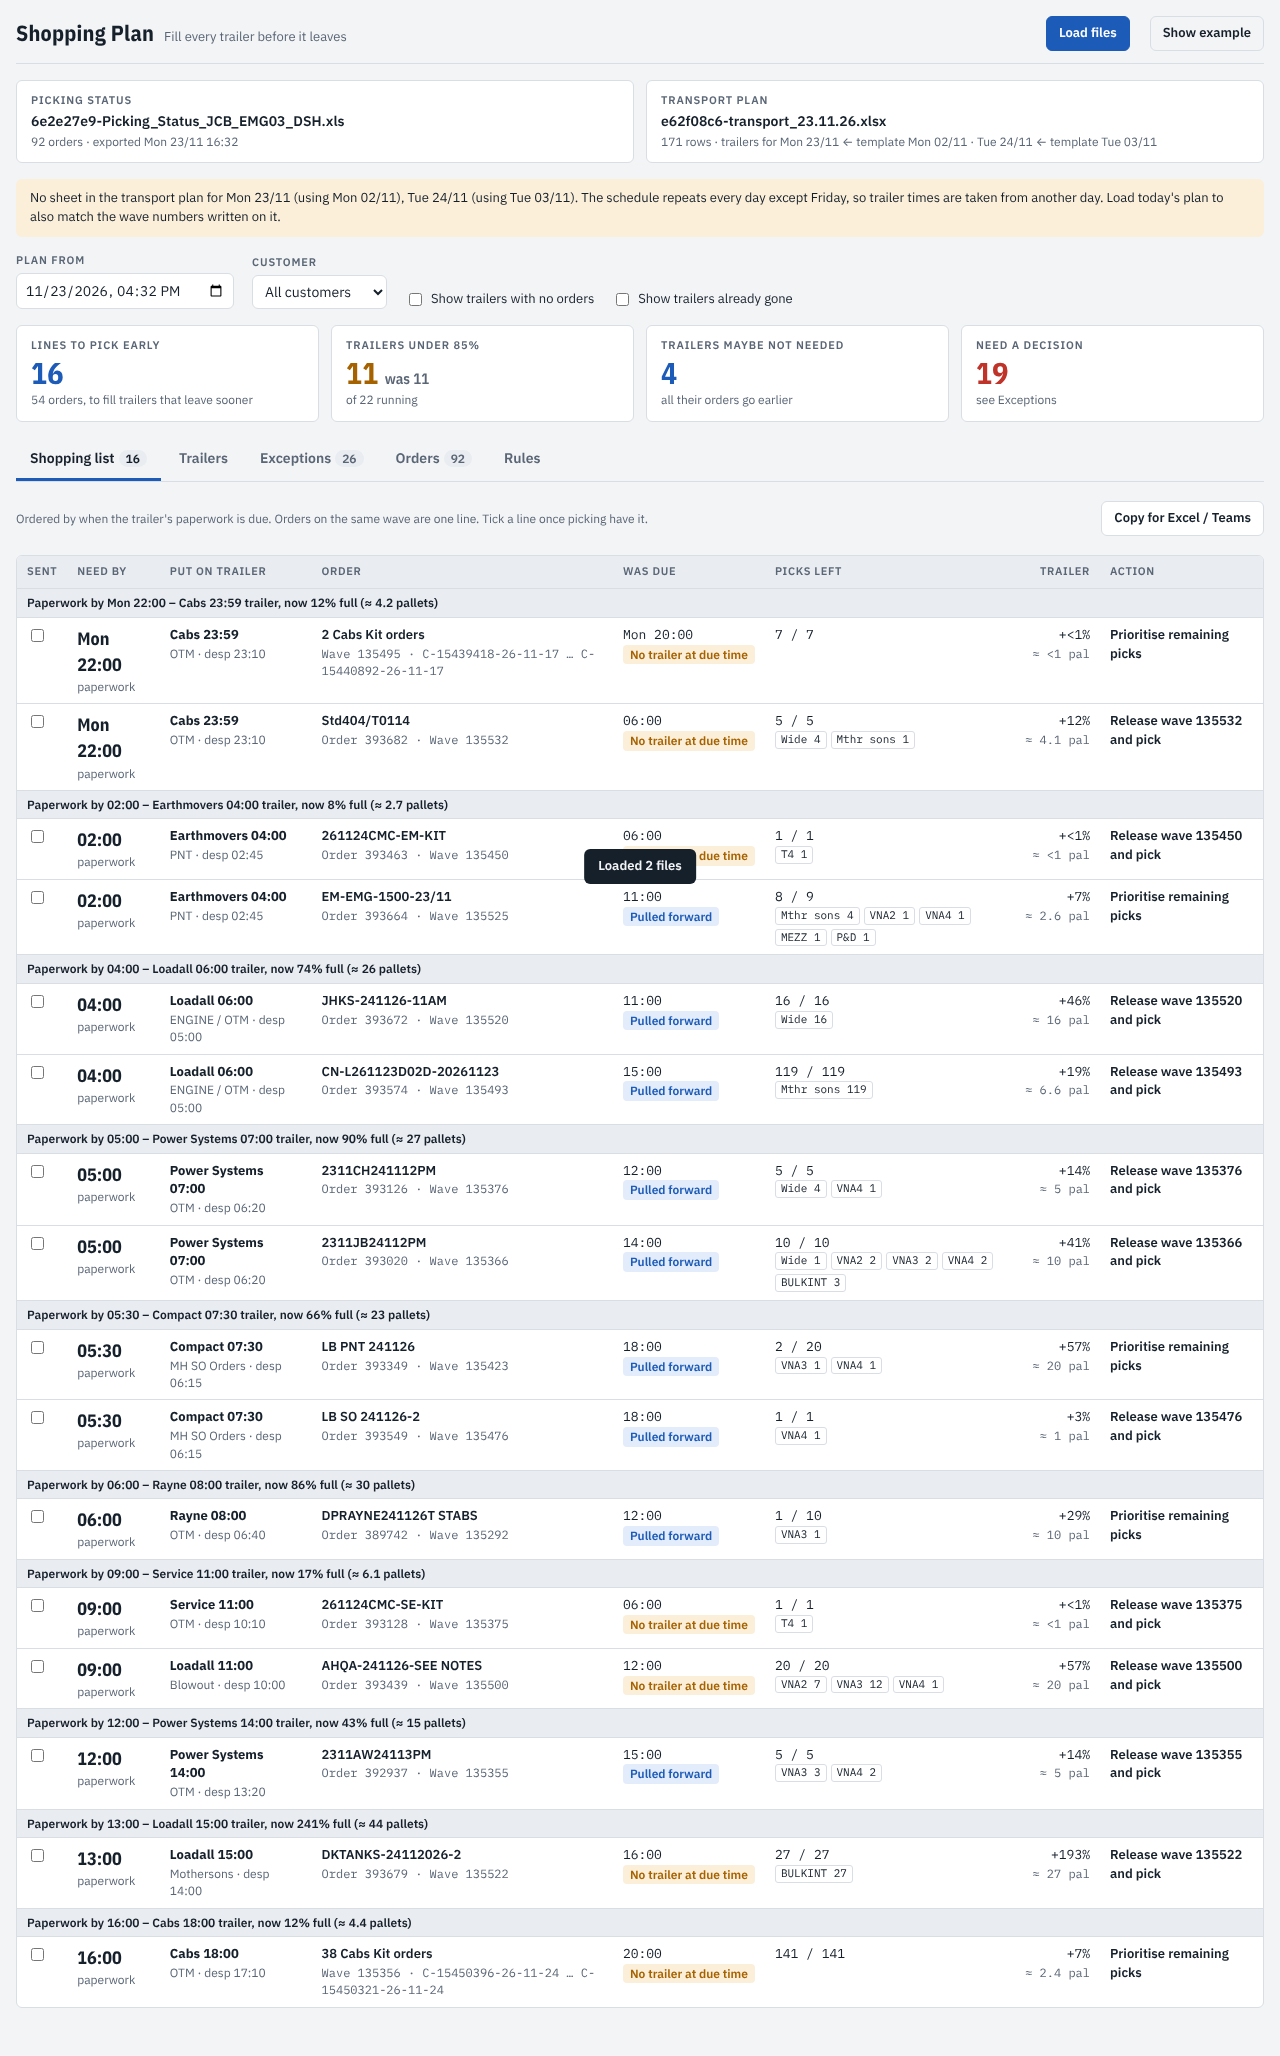 Shopping Plan Fill every trailer before it leaves
Load files
Show example
PICKING STATUS
6e2e27e9-Picking_Status_JCB_EMG03_DSH.xls
92 orders · exported Mon 23/11 16:32
TRANSPORT PLAN
e62f08c6-transport_23.11.26.xlsx
171 rows · trailers for Mon 23/11 ← template Mon 02/11 · Tue 24/11 ← template Tue 03/11
No sheet in the transport plan for Mon 23/11 (using Mon 02/11), Tue 24/11 (using Tue 03/11). The schedule repeats every day except Friday, so trailer times are taken from another day. Load today's plan to
also match the wave numbers written on it.
PLAN FROM
11/23/2026, 04:32 PM
CUSTOMER
All customers
Show trailers with no orders
Show trailers already gone
LINES TO PICK EARLY
16
54 orders, to fill trailers that leave sooner
TRAILERS UNDER 85%
11 was 11
of 22 running
TRAILERS MAYBE NOT NEEDED
4
all their orders go earlier
NEED A DECISION
19
see Exceptions
Shopping list 16
Trailers
Exceptions 26
Orders 92
Rules
Ordered by when the trailer's paperwork is due. Orders on the same wave are one line. Tick a line once picking have it.
Copy for Excel / Teams
SENT NEED BY PUT ON TRAILER ORDER WAS DUE PICKS LEFT TRAILER ACTION
Paperwork by Mon 22:00 – Cabs 23:59 trailer, now 12% full (≈ 4.2 pallets)
Mon Cabs 23:59 2 Cabs Kit orders Mon 20:00 7 / 7 +<1% Prioritise remaining
22:00 OTM · desp 23:10 Wave 135495 · C-15439418-26-11-17 … C- No trailer at due time ≈ <1 pal picks
paperwork 15440892-26-11-17
Mon Cabs 23:59 Std404/T0114 06:00 5 / 5 +12% Release wave 135532
22:00 OTM · desp 23:10 Order 393682 · Wave 135532 No trailer at due time Wide 4 Mthr sons 1 ≈ 4.1 pal and pick
paperwork
Paperwork by 02:00 – Earthmovers 04:00 trailer, now 8% full (≈ 2.7 pallets)
02:00 Earthmovers 04:00 261124CMC-EM-KIT 06:00 1 / 1 +<1% Release wave 135450
paperwork PNT · desp 02:45 Order 393463 · Wave 135450 due time T4 1 ≈ <1 pal and pick
Loaded 2 files
02:00 Earthmovers 04:00 EM-EMG-1500-23/11 11:00 8 / 9 +7% Prioritise remaining
paperwork PNT · desp 02:45 Order 393664 · Wave 135525 Pulled forward Mthr sons 4 VNA2 1 VNA4 1 ≈ 2.6 pal picks
MEZZ 1 P&D 1
Paperwork by 04:00 – Loadall 06:00 trailer, now 74% full (≈ 26 pallets)
04:00 Loadall 06:00 JHKS-241126-11AM 11:00 16 / 16 +46% Release wave 135520
paperwork ENGINE / OTM · desp Order 393672 · Wave 135520 Pulled forward Wide 16 ≈ 16 pal and pick
05:00
04:00 Loadall 06:00 CN-L261123D02D-20261123 15:00 119 / 119 +19% Release wave 135493
paperwork ENGINE / OTM · desp Order 393574 · Wave 135493 Pulled forward Mthr sons 119 ≈ 6.6 pal and pick
05:00
Paperwork by 05:00 – Power Systems 07:00 trailer, now 90% full (≈ 27 pallets)
05:00 Power Systems 2311CH241112PM 12:00 5 / 5 +14% Release wave 135376
paperwork 07:00 Order 393126 · Wave 135376 Pulled forward Wide 4 VNA4 1 ≈ 5 pal and pick
OTM · desp 06:20
05:00 Power Systems 2311JB24112PM 14:00 10 / 10 +41% Release wave 135366
paperwork 07:00 Order 393020 · Wave 135366 Pulled forward Wide 1 VNA2 2 VNA3 2 VNA4 2 ≈ 10 pal and pick
OTM · desp 06:20 BULKINT 3
Paperwork by 05:30 – Compact 07:30 trailer, now 66% full (≈ 23 pallets)
05:30 Compact 07:30 LB PNT 241126 18:00 2 / 20 +57% Prioritise remaining
paperwork MH SO Orders · desp Order 393349 · Wave 135423 Pulled forward VNA3 1 VNA4 1 ≈ 20 pal picks
06:15
05:30 Compact 07:30 LB SO 241126-2 18:00 1 / 1 +3% Release wave 135476
paperwork MH SO Orders · desp Order 393549 · Wave 135476 Pulled forward VNA4 1 ≈ 1 pal and pick
06:15
Paperwork by 06:00 – Rayne 08:00 trailer, now 86% full (≈ 30 pallets)
06:00 Rayne 08:00 DPRAYNE241126T STABS 12:00 1 / 10 +29% Prioritise remaining
paperwork OTM · desp 06:40 Order 389742 · Wave 135292 Pulled forward VNA3 1 ≈ 10 pal picks
Paperwork by 09:00 – Service 11:00 trailer, now 17% full (≈ 6.1 pallets)
09:00 Service 11:00 261124CMC-SE-KIT 06:00 1 / 1 +<1% Release wave 135375
paperwork OTM · desp 10:10 Order 393128 · Wave 135375 No trailer at due time T4 1 ≈ <1 pal and pick
09:00 Loadall 11:00 AHQA-241126-SEE NOTES 12:00 20 / 20 +57% Release wave 135500
paperwork Blowout · desp 10:00 Order 393439 · Wave 135500 No trailer at due time VNA2 7 VNA3 12 VNA4 1 ≈ 20 pal and pick
Paperwork by 12:00 – Power Systems 14:00 trailer, now 43% full (≈ 15 pallets)
12:00 Power Systems 2311AW24113PM 15:00 5 / 5 +14% Release wave 135355
paperwork 14:00 Order 392937 · Wave 135355 Pulled forward VNA3 3 VNA4 2 ≈ 5 pal and pick
OTM · desp 13:20
Paperwork by 13:00 – Loadall 15:00 trailer, now 241% full (≈ 44 pallets)
13:00 Loadall 15:00 DKTANKS-24112026-2 16:00 27 / 27 +193% Release wave 135522
paperwork Mothersons · desp Order 393679 · Wave 135522 No trailer at due time BULKINT 27 ≈ 27 pal and pick
14:00
Paperwork by 16:00 – Cabs 18:00 trailer, now 12% full (≈ 4.4 pallets)
16:00 Cabs 18:00 38 Cabs Kit orders 20:00 141 / 141 +7% Prioritise remaining
paperwork OTM · desp 17:10 Wave 135356 · C-15450396-26-11-24 … C- No trailer at due time ≈ 2.4 pal picks
15450321-26-11-24